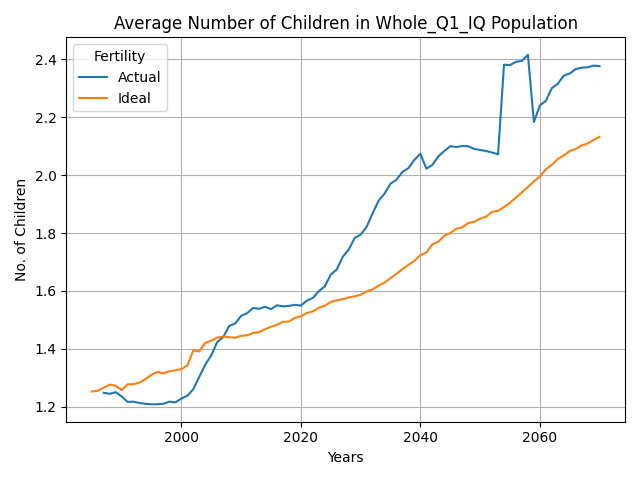 Average Number of Children in Whole_Q1_IQ Population
Fertility
Actual
Ideal
No. of Children
2.4
2.2
2.0
1.8
1.6
1.4
1.2
2000
2020
2040
2060
Years